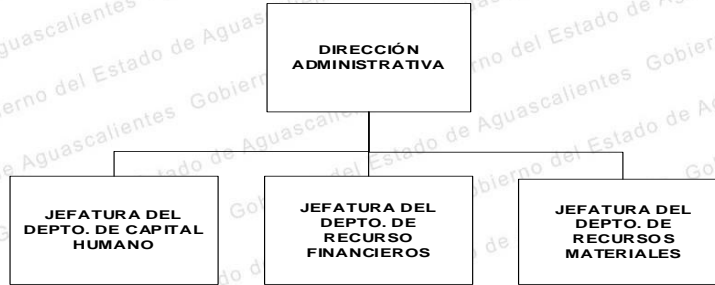 DIRECCIÓN
ADMINISTRATIVA
JEFATURA DEL
DEPTO. DE CAPITAL
HUMANO
JEFATURA DEL
DEPTO. DE
RECURSO
FINANCIEROS
JEFATURA DEL
DEPTO. DE
RECURSOS
MATERIALES